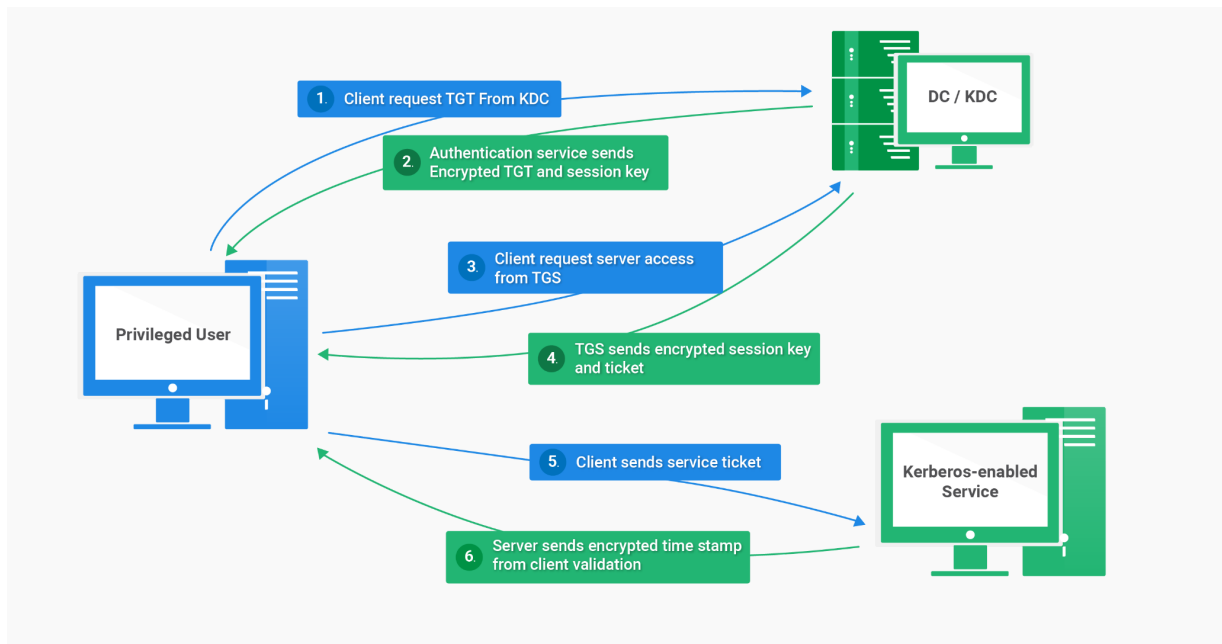 1. Client request TGT From KDC
DC / KDC
2. Authentication service sends
Encrypted TGT and session key
3. Client request server access
from TGS
Privileged User
4. TGS sends encrypted session key
and ticket
5. Client sends service ticket
Kerberos-enabled
Service
6. Server sends encrypted time stamp
from client validation